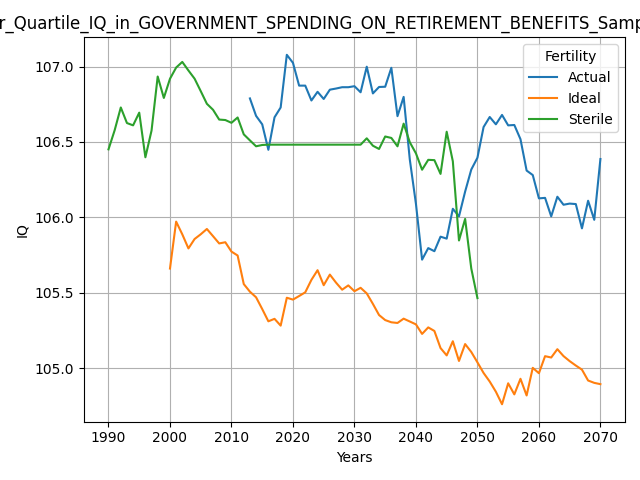 r_Quartile_IQ_in_GOVERNMENT_SPENDING_ON_RETIREMENT_BENEFITS_Samp
Fertility
Actual
Ideal
Sterile
107.0
106.5
106.0
105.5
105.0
IQ
1990 2000 2010 2020 2030 2040 2050 2060 2070
Years